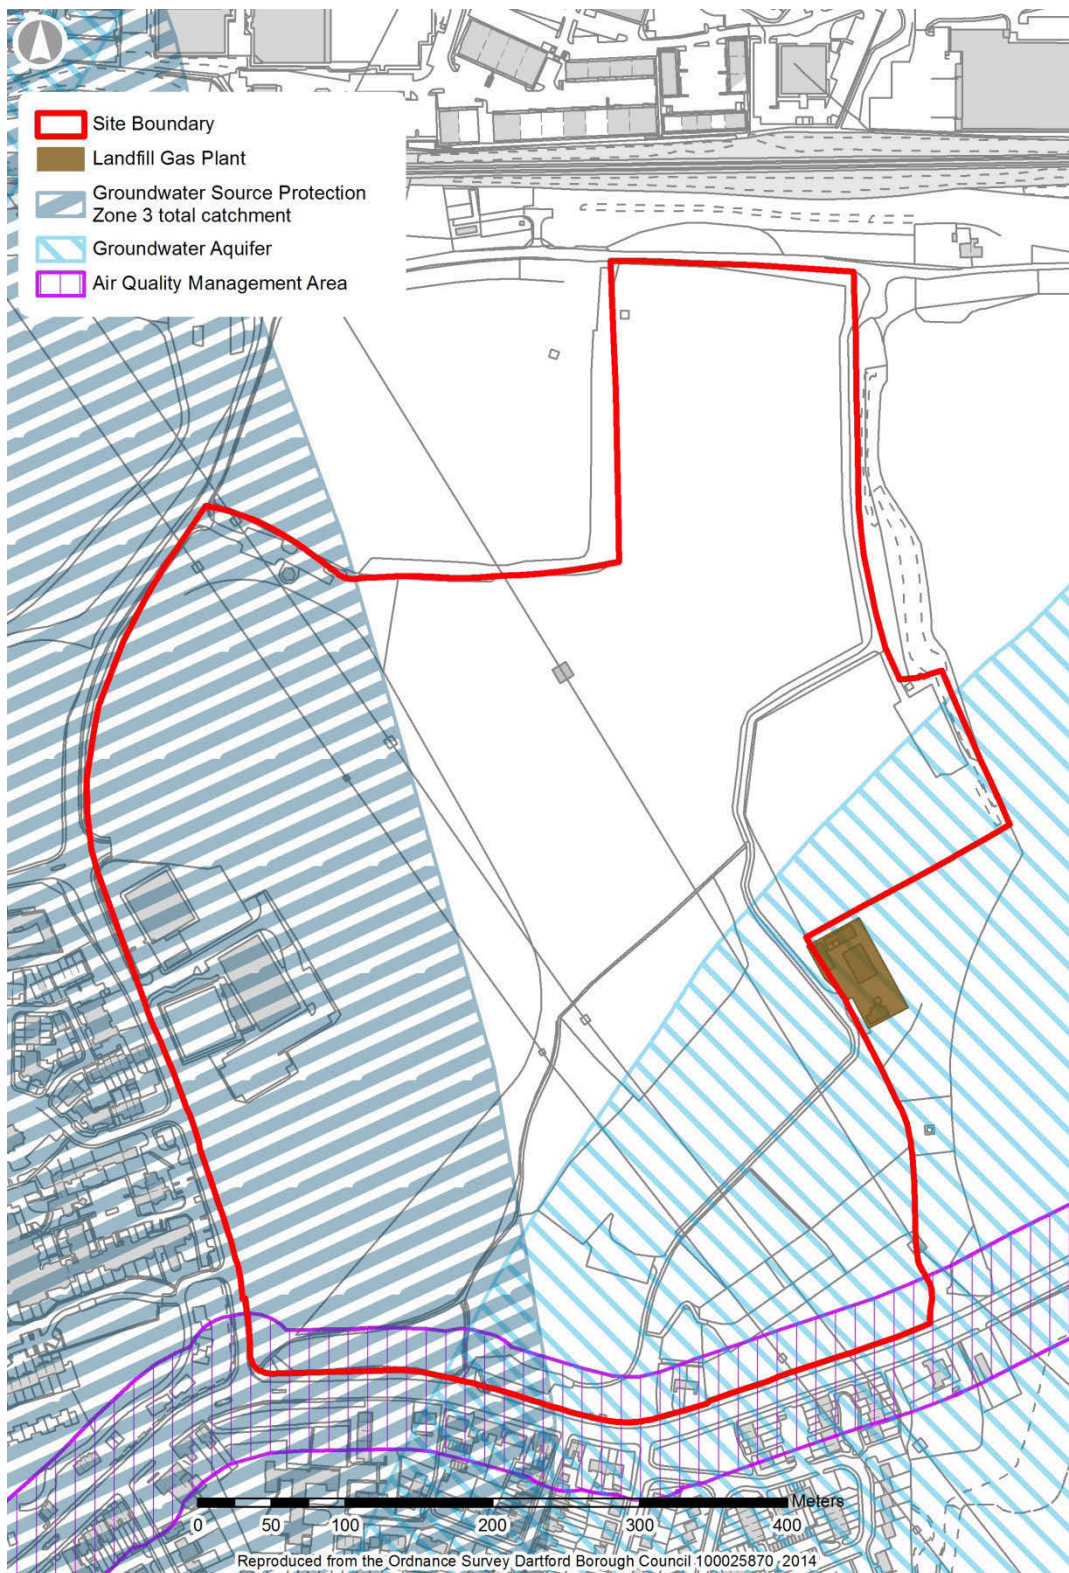 Site Boundary
Landfill Gas Plant
Groundwater Source Protection
Zone 3 total catchment
Groundwater Aquifer
Air Quality Management Area
Meters
0 50 100 200 300 400
Reproduced from the Ordnance Survey Dartford Borough Council 100025870 2014